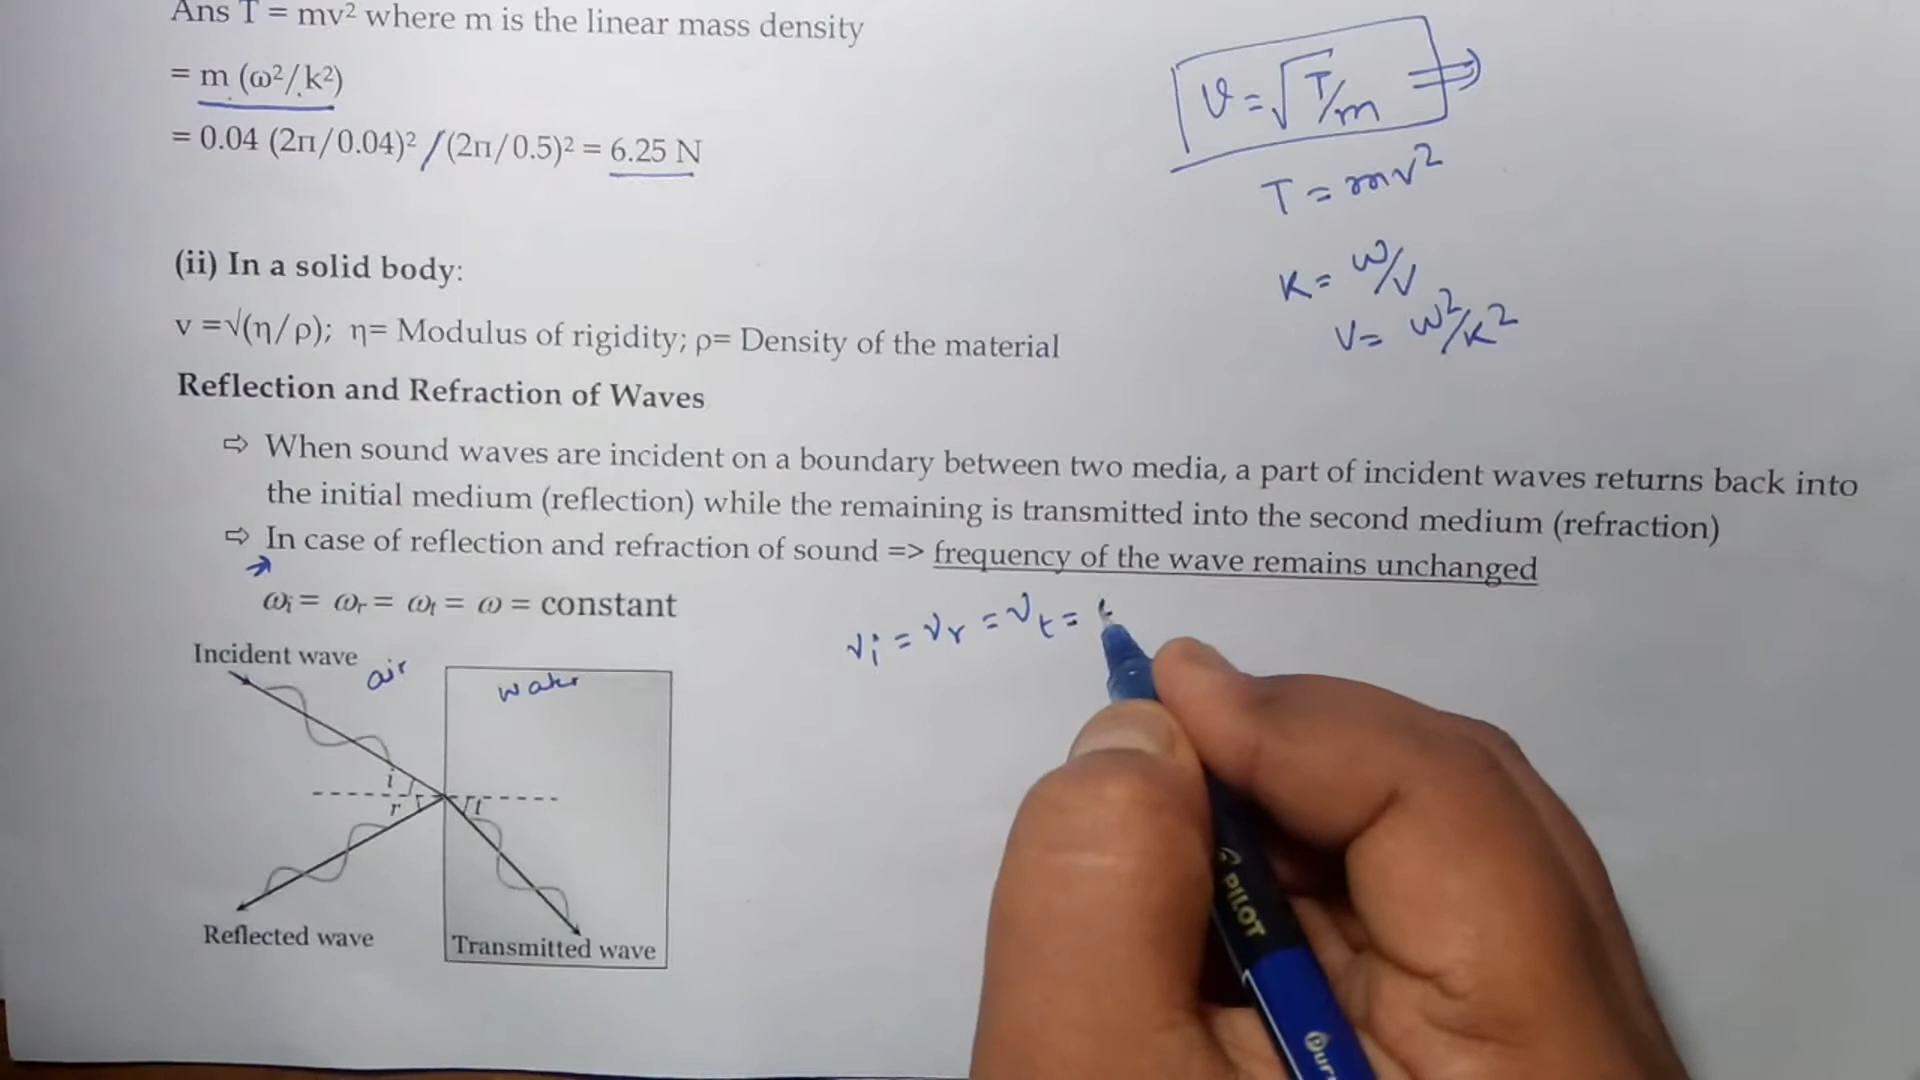 Ans T = mv² where m is the linear mass density
= m (ω²/k²)
= 0.04 (2π/0.04)² / (2π/0.5)² = 6.25 N
v = √T/m ⇒
T = mv²
K = ω/v
v = ω²/K²
(ii) In a solid body:
v =√(η/ρ); η= Modulus of rigidity; ρ= Density of the material
Reflection and Refraction of Waves
⇨ When sound waves are incident on a boundary between two media, a part of incident waves returns back into
the initial medium (reflection) while the remaining is transmitted into the second medium (refraction)
⇨ In case of reflection and refraction of sound => frequency of the wave remains unchanged
→
ωi = ωr = ωt = ω = constant
νi = νr = νt =
Incident wave
air
water
i
r
t
Reflected wave
Transmitted wave
PILOT